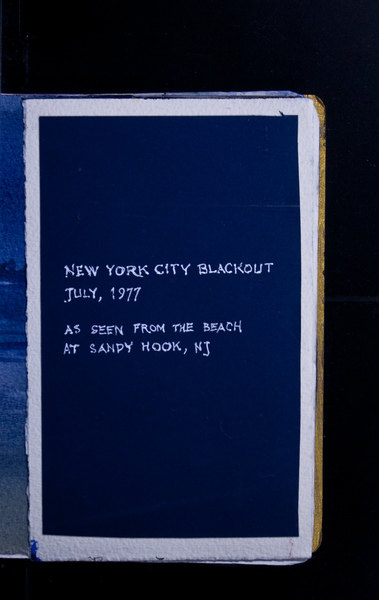 NEW YORK CITY BLACKOUT
JULY, 1977
AS SEEN FROM THE BEACH
AT SANDY HOOK, NJ